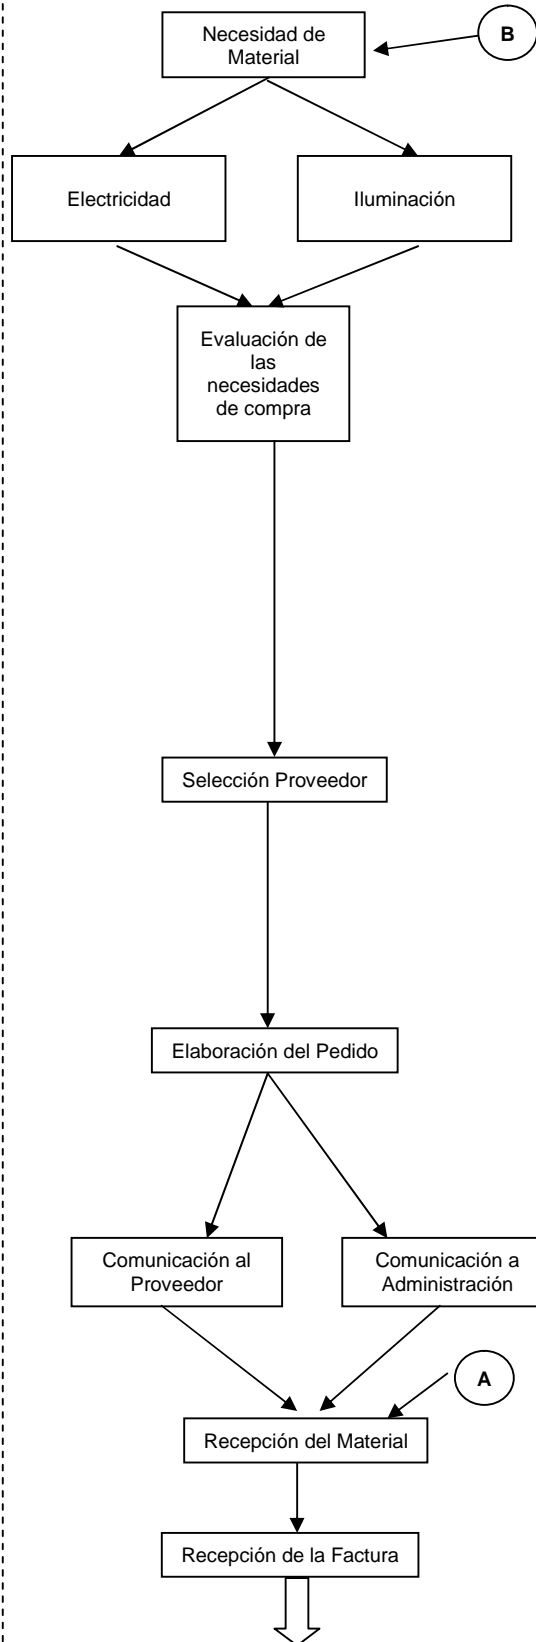 Necesidad de
Material
B
Electricidad
Iluminación
Evaluación de
las
necesidades
de compra
Selección Proveedor
Elaboración del Pedido
Comunicación al
Proveedor
Comunicación a
Administración
A
Recepción del Material
Recepción de la Factura